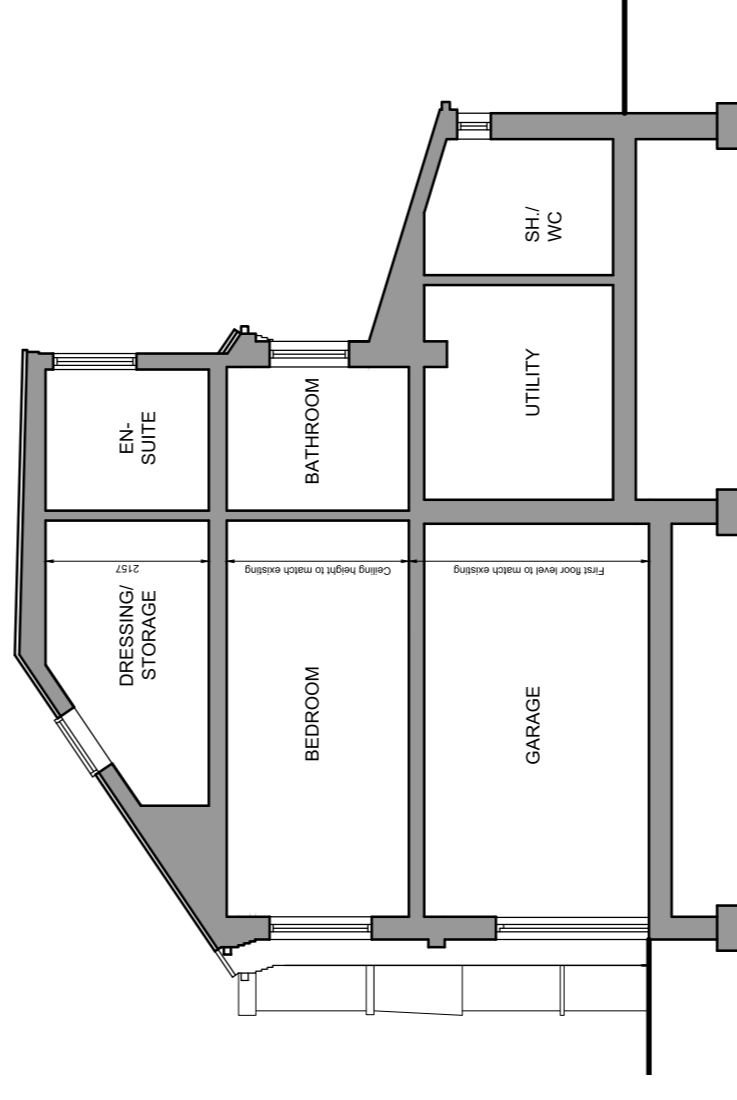 EN-
SUITE
DRESSING/
STORAGE
2157
BATHROOM
BEDROOM
Ceiling height to match existing
SH./
WC
UTILITY
GARAGE
First floor level to match existing